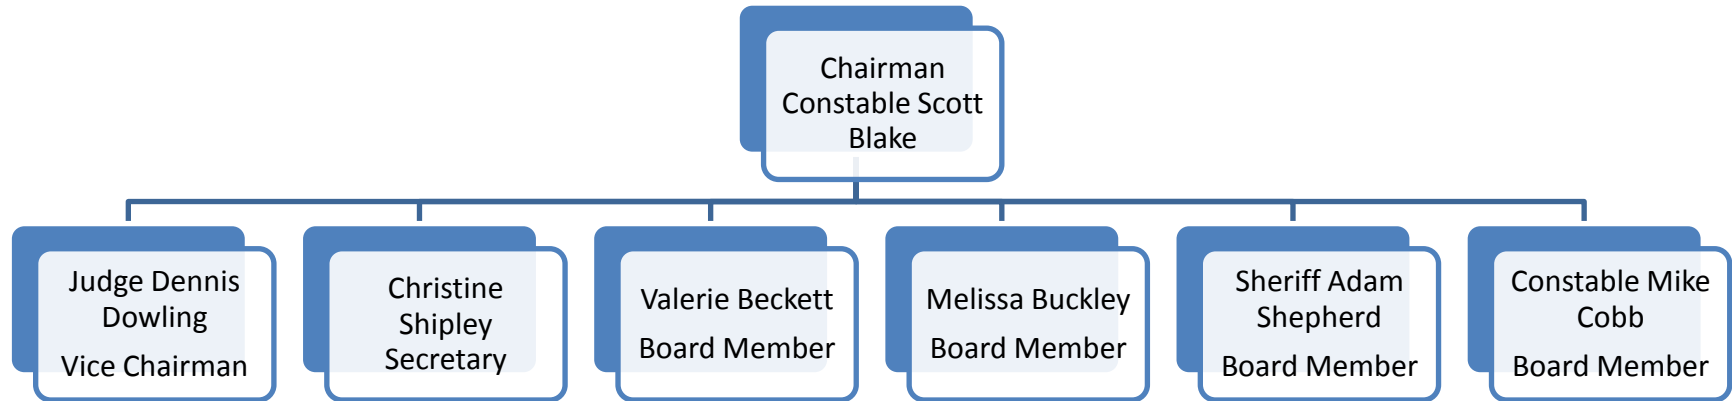 Chairman
Constable Scott
Blake
Judge Dennis
Dowling
Vice Chairman
Christine
Shipley
Secretary
Valerie Beckett
Board Member
Melissa Buckley
Board Member
Sheriff Adam
Shepherd
Board Member
Constable Mike
Cobb
Board Member